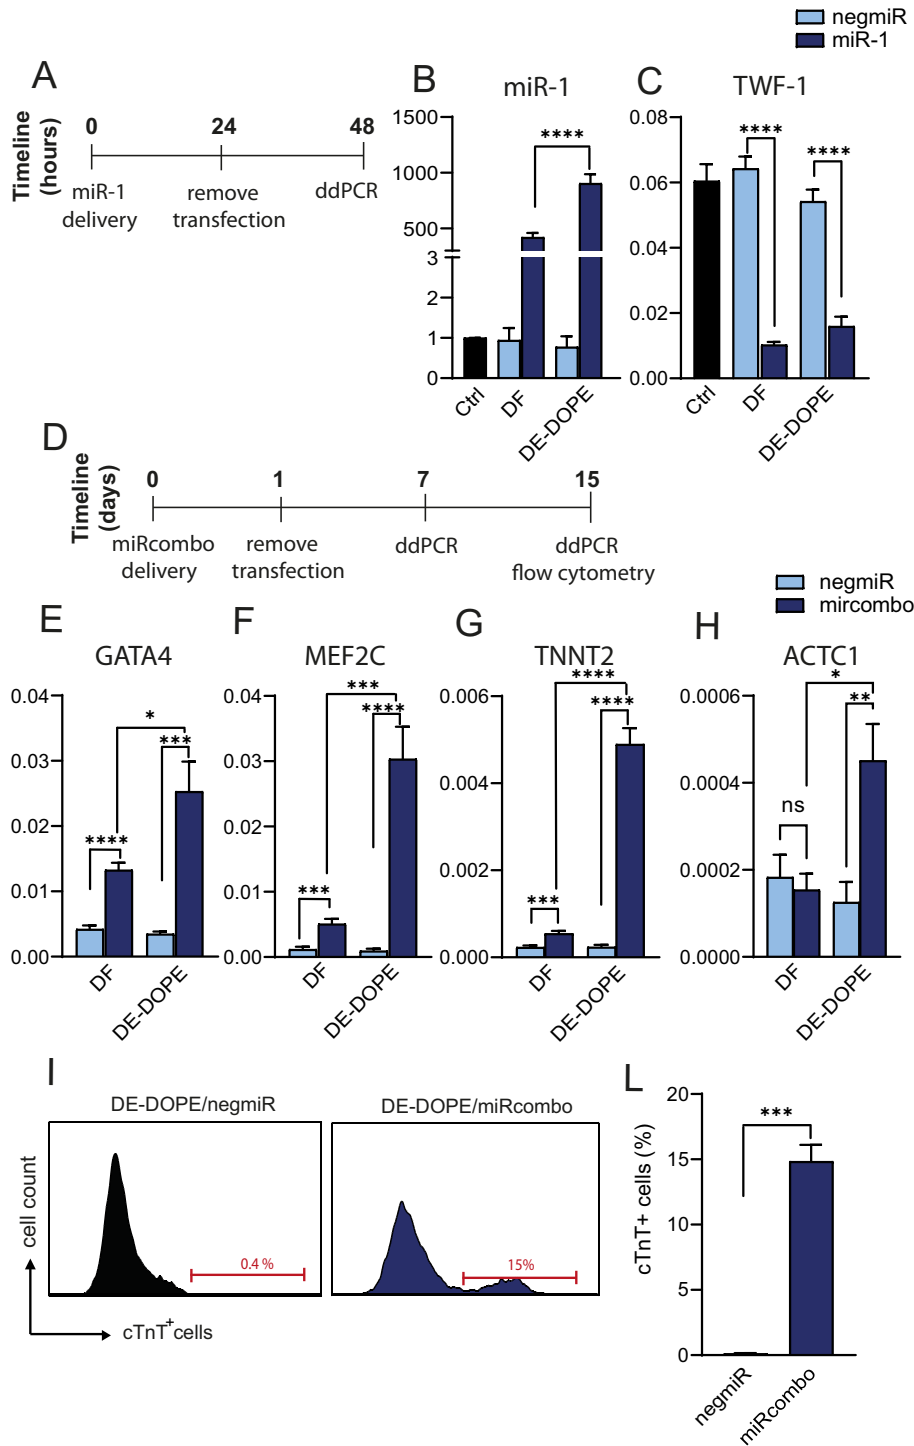 negmiR
miR-1
A
Timeline
(hours)
0
24
48
miR-1
delivery
remove
transfection
ddPCR
B
miR-1
1500
1000
500
3
2
1
0
****
Ctrl
DF
DE-DOPE
C
TWF-1
0.08
0.06
0.04
0.02
0.00
****
****
Ctrl
DF
DE-DOPE
D
Timeline
(days)
0
1
7
15
miRcombo
delivery
remove
transfection
ddPCR
ddPCR
flow cytometry
negmiR
mircombo
E
GATA4
0.04
0.03
0.02
0.01
0.00
*
***
****
DF
DE-DOPE
F
MEF2C
0.04
0.03
0.02
0.01
0.00
***
****
***
DF
DE-DOPE
G
TNNT2
0.006
0.004
0.002
0.000
****
****
***
DF
DE-DOPE
H
ACTC1
0.0006
0.0004
0.0002
0.0000
*
**
ns
DF
DE-DOPE
I
DE-DOPE/negmiR
DE-DOPE/miRcombo
cell count
0.4 %
15%
cTnT+cells
L
cTnT+ cells (%)
20
15
10
5
0
***
negmiR
miRcombo